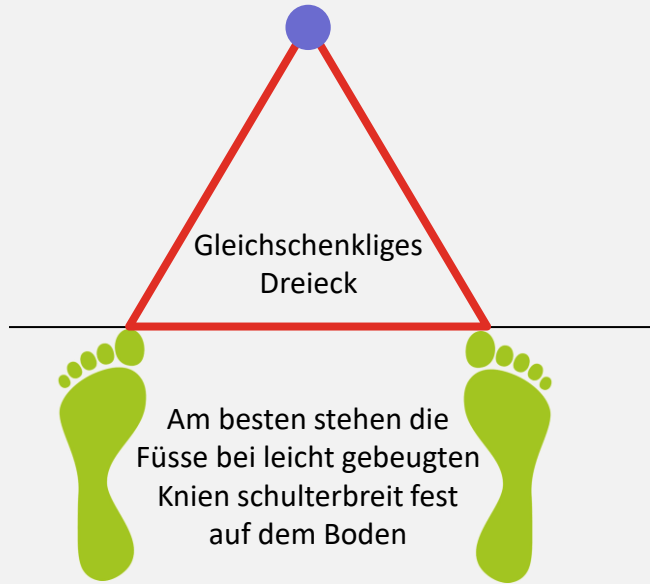 Gleichschenkliges
Dreieck
Am besten stehen die
Füsse bei leicht gebeugten
Knien schulterbreit fest
auf dem Boden